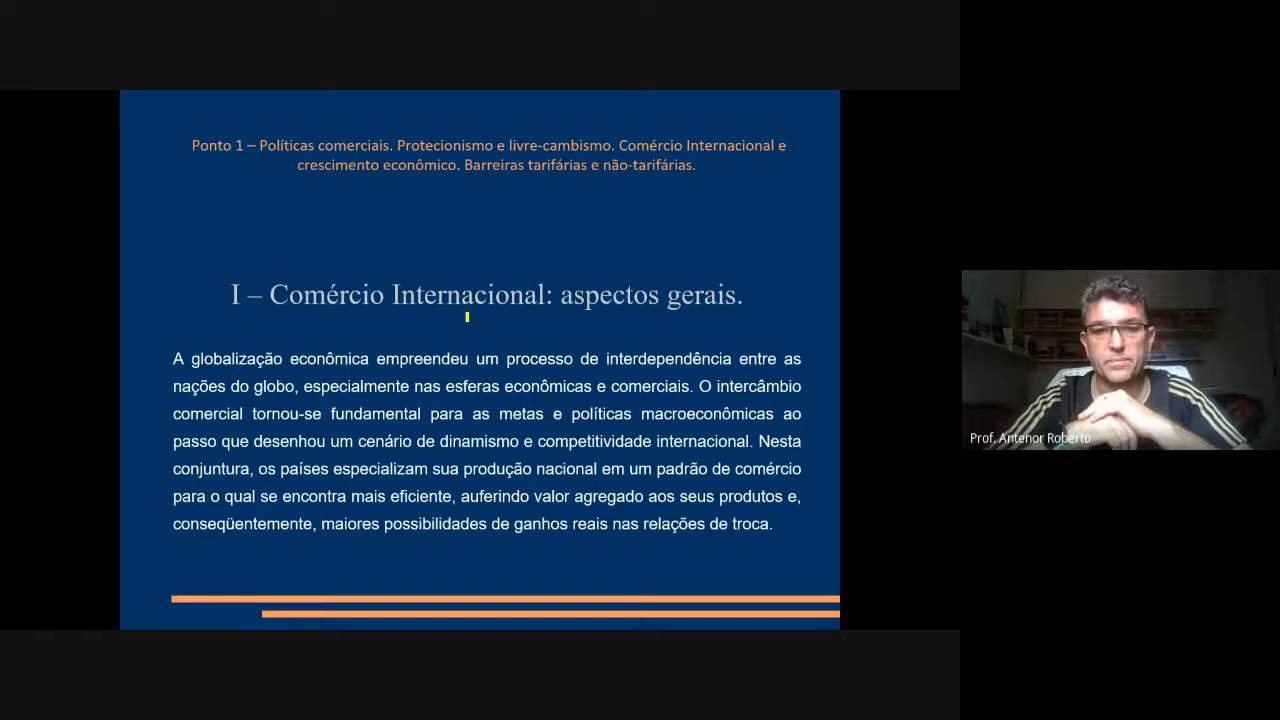 Ponto 1 – Políticas comerciais. Protecionismo e livre-cambismo. Comércio Internacional e
crescimento econômico. Barreiras tarifárias e não-tarifárias.
I – Comércio Internacional: aspectos gerais.
A globalização econômica empreendeu um processo de interdependência entre as
nações do globo, especialmente nas esferas econômicas e comerciais. O intercâmbio
comercial tornou-se fundamental para as metas e políticas macroeconômicas ao
passo que desenhou um cenário de dinamismo e competitividade internacional. Nesta
conjuntura, os países especializam sua produção nacional em um padrão de comércio
para o qual se encontra mais eficiente, auferindo valor agregado aos seus produtos e,
conseqüentemente, maiores possibilidades de ganhos reais nas relações de troca.
Prof. Antenor Roberto